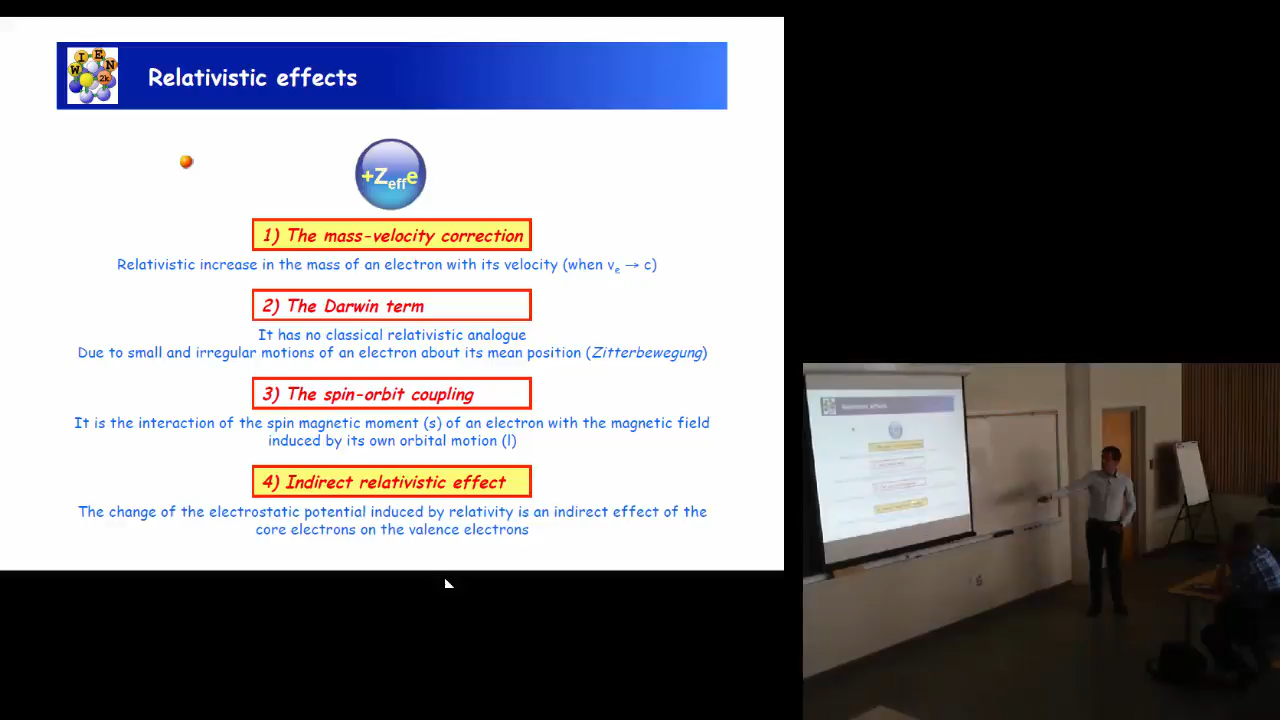 W I E N 2k
Relativistic effects
+Zeffe
1) The mass-velocity correction
Relativistic increase in the mass of an electron with its velocity (when ve → c)
2) The Darwin term
It has no classical relativistic analogue
Due to small and irregular motions of an electron about its mean position (Zitterbewegung)
3) The spin-orbit coupling
It is the interaction of the spin magnetic moment (s) of an electron with the magnetic field
induced by its own orbital motion (l)
4) Indirect relativistic effect
The change of the electrostatic potential induced by relativity is an indirect effect of the
core electrons on the valence electrons
Relativistic effects